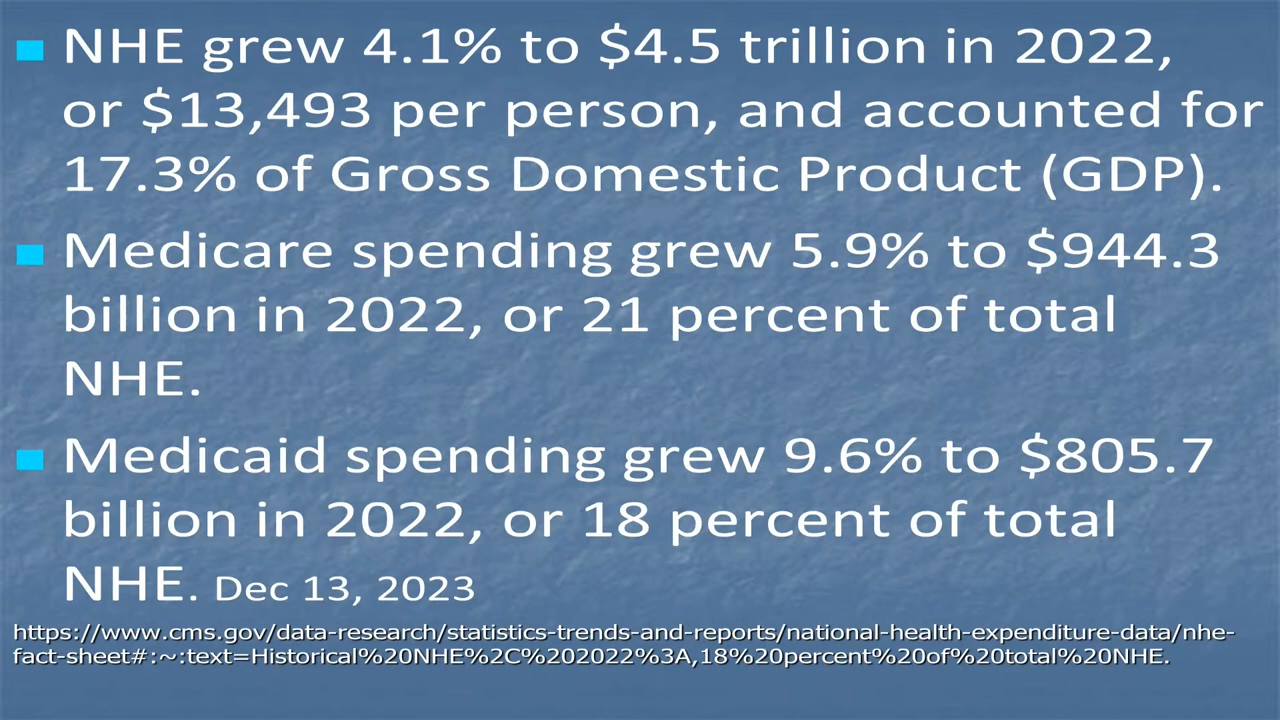 NHE grew 4.1% to $4.5 trillion in 2022,
or $13,493 per person, and accounted for
17.3% of Gross Domestic Product (GDP).
Medicare spending grew 5.9% to $944.3
billion in 2022, or 21 percent of total
NHE.
Medicaid spending grew 9.6% to $805.7
billion in 2022, or 18 percent of total
NHE. Dec 13, 2023
https://www.cms.gov/data-research/statistics-trends-and-reports/national-health-expenditure-data/nhe-
fact-sheet#:~:text=Historical%20NHE%2C%202022%3A,18%20percent%20of%20total%20NHE.